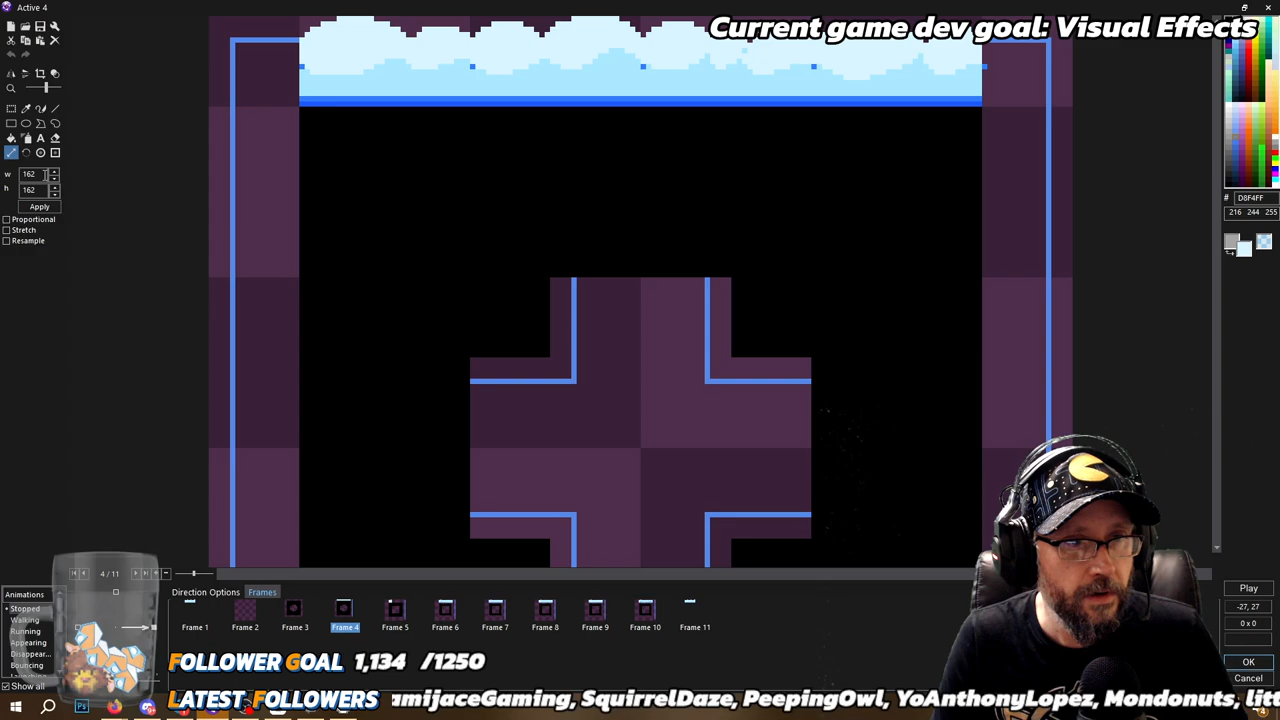 Active 4
Current game dev goal: Visual Effects
w 162
h 162
Apply
Proportional
Stretch
Resample
# D8F4FF
216 244 255
4 / 11
Animations
Stopped
Walking
Running
Appearing
Disappear...
Bouncing
Show all
Direction Options Frames
Frame 1 Frame 2 Frame 3 Frame 4 Frame 5 Frame 6 Frame 7 Frame 8 Frame 9 Frame 10 Frame 11
Play
-27, 27
0 x 0
OK
Cancel
Follower Goal 1,134 /1250
Latest Followers amijaceGaming, SquirrelDaze, PeepingOwl, YoAnthonyLopez, Mondonuts, litt